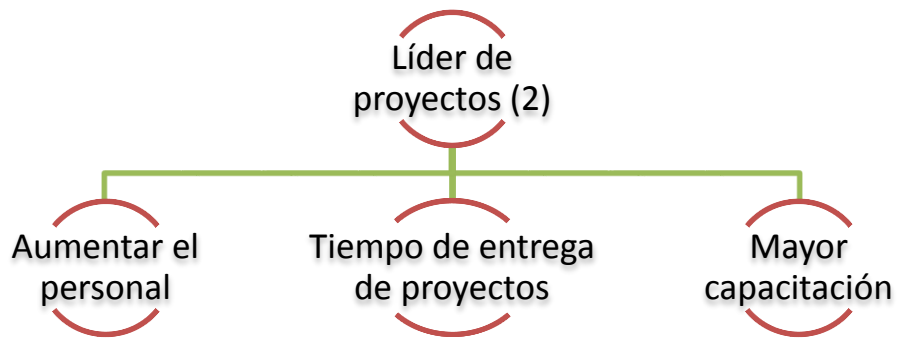 Líder de
proyectos (2)
Aumentar el
personal
Tiempo de entrega
de proyectos
Mayor
capacitación